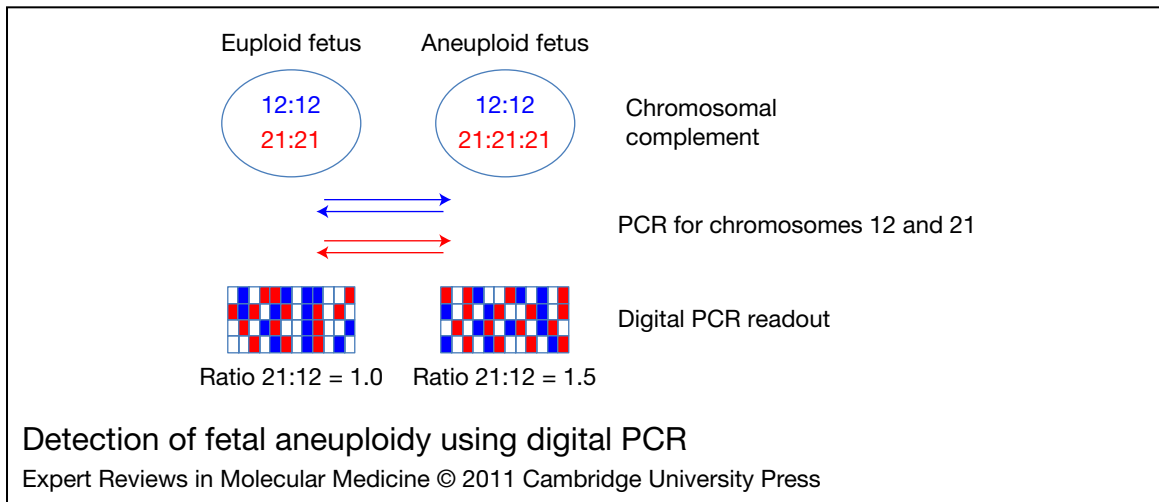 Euploid fetus Aneuploid fetus
12:12 12:12
21:21 21:21:21
Chromosomal
complement
PCR for chromosomes 12 and 21
Digital PCR readout
Ratio 21:12 = 1.0 Ratio 21:12 = 1.5
Detection of fetal aneuploidy using digital PCR
Expert Reviews in Molecular Medicine © 2011 Cambridge University Press